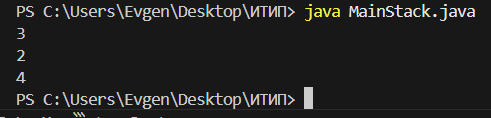 PS C:\Users\Evgen\Desktop\ИТИП> java MainStack.java
3
2
4
PS C:\Users\Evgen\Desktop\ИТИП>